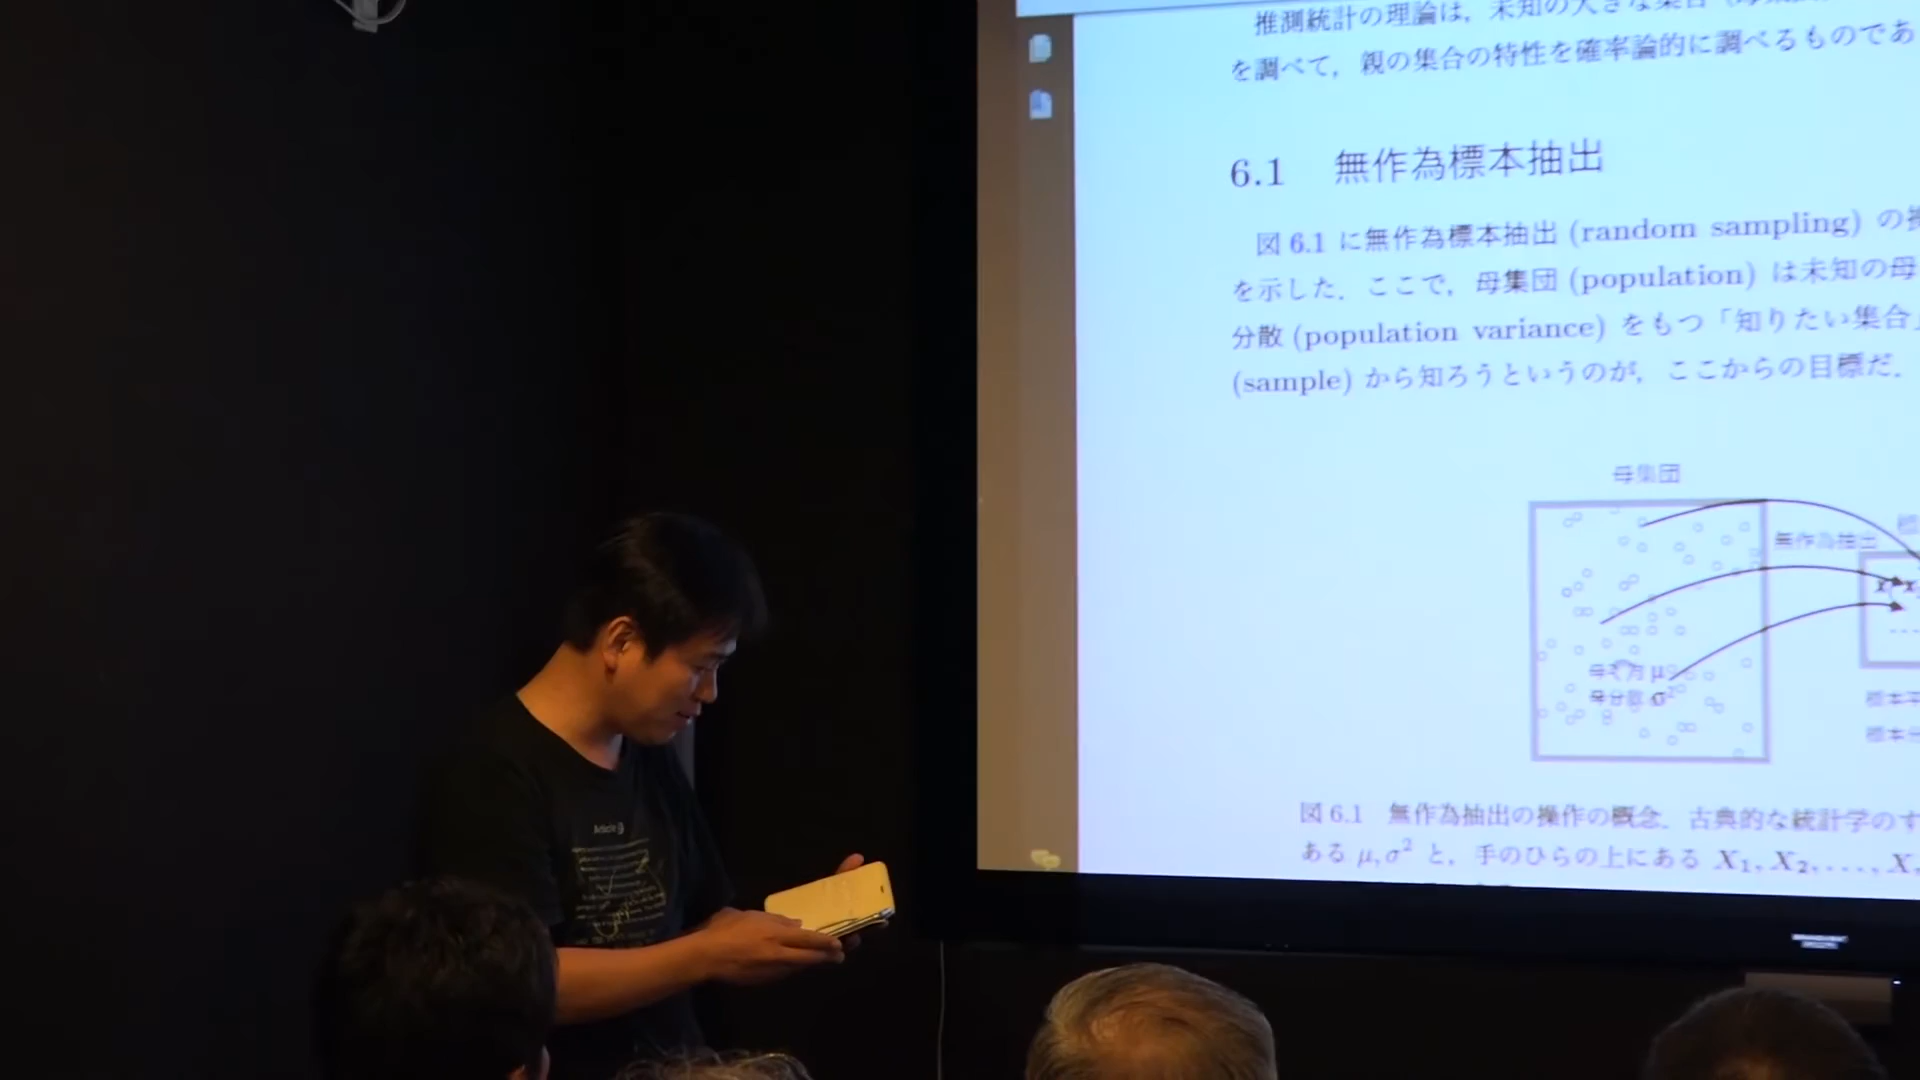 推測統計の理論は，未知の大きな集合
を調べて，親の集合の特性を確率論的に調べるものであ
6.1 無作為標本抽出
図 6.1 に無作為標本抽出 (random sampling) の
を示した．ここで，母集団 (population) は未知の母
分散 (population variance) をもつ「知りたい集合」
(sample) から知ろうというのが，ここからの目標だ．
母集団
無作為抽出
母分散 σ²
標本
標本
図 6.1 無作為抽出の操作の概念．古典的な統計学のす
ある μ, σ² と，手のひらの上にある X₁, X₂, . . . , X